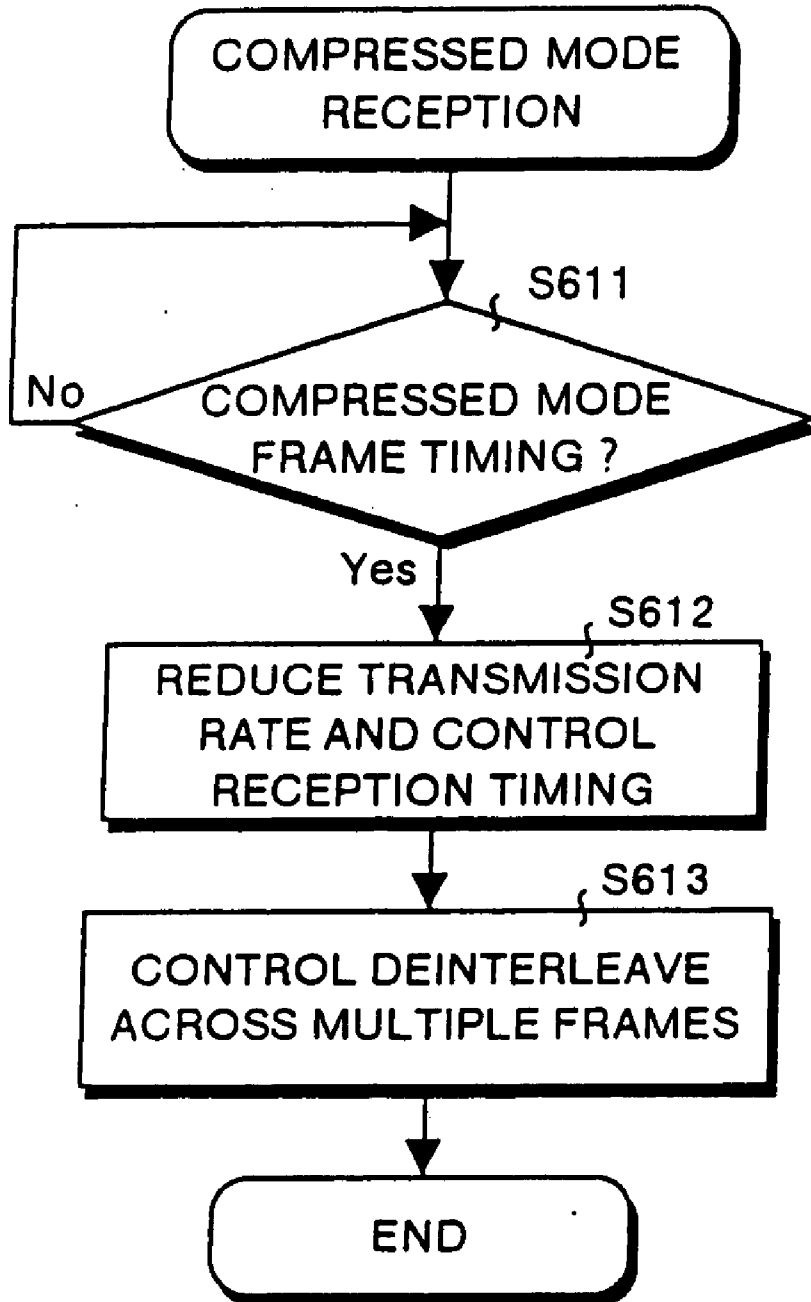 COMPRESSED MODE
RECEPTION
S611
No
COMPRESSED MODE
FRAME TIMING ?
Yes
S612
REDUCE TRANSMISSION
RATE AND CONTROL
RECEPTION TIMING
S613
CONTROL DEINTERLEAVE
ACROSS MULTIPLE FRAMES
END